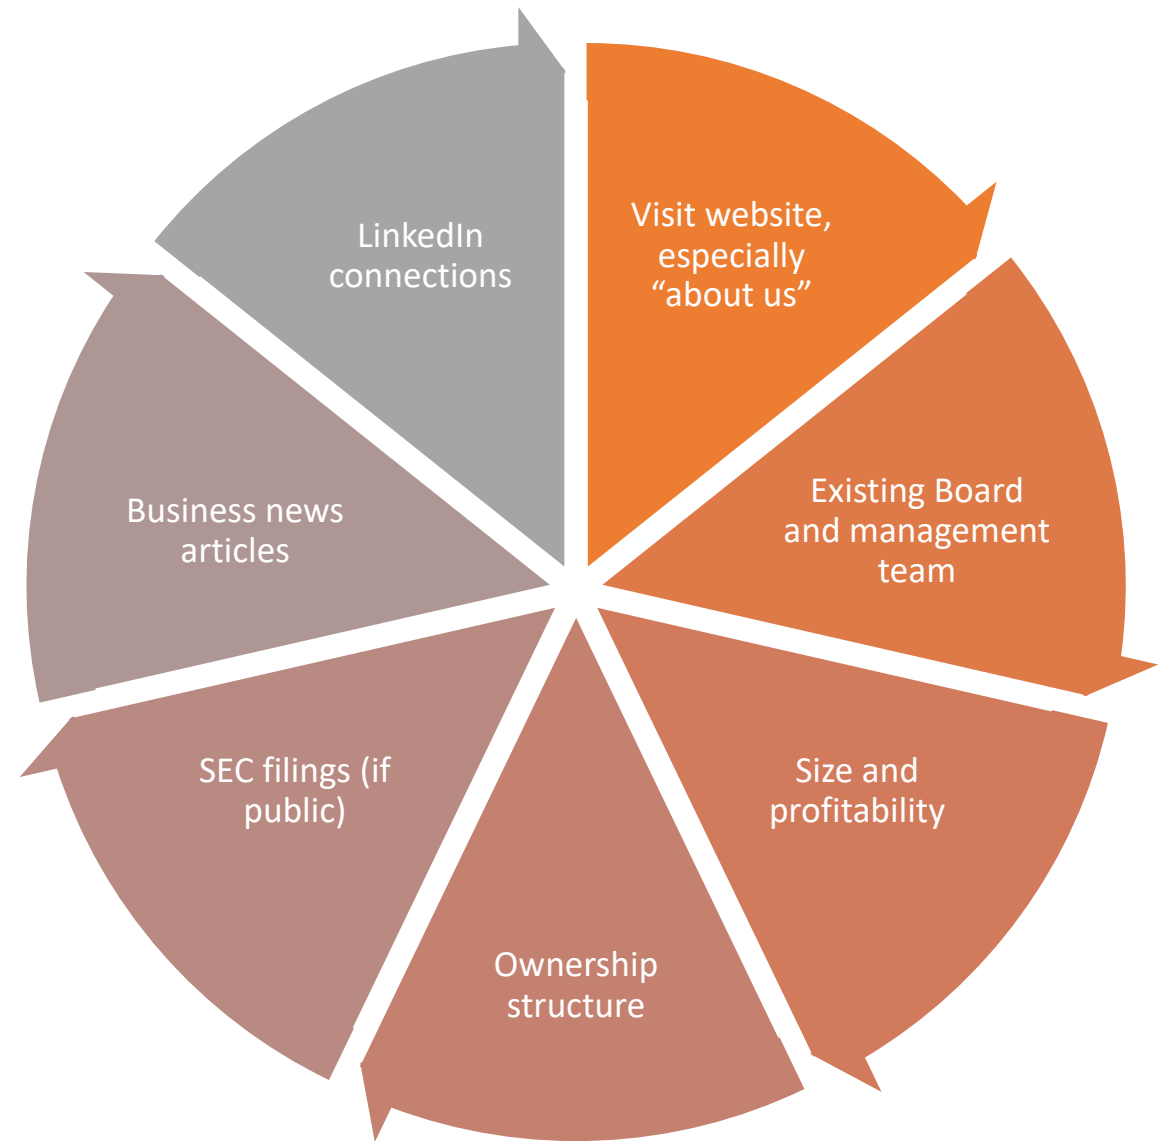 Visit website,
especially
“about us”
Existing Board
and management
team
Size and
profitability
Ownership
structure
SEC filings (if
public)
Business news
articles
LinkedIn
connections